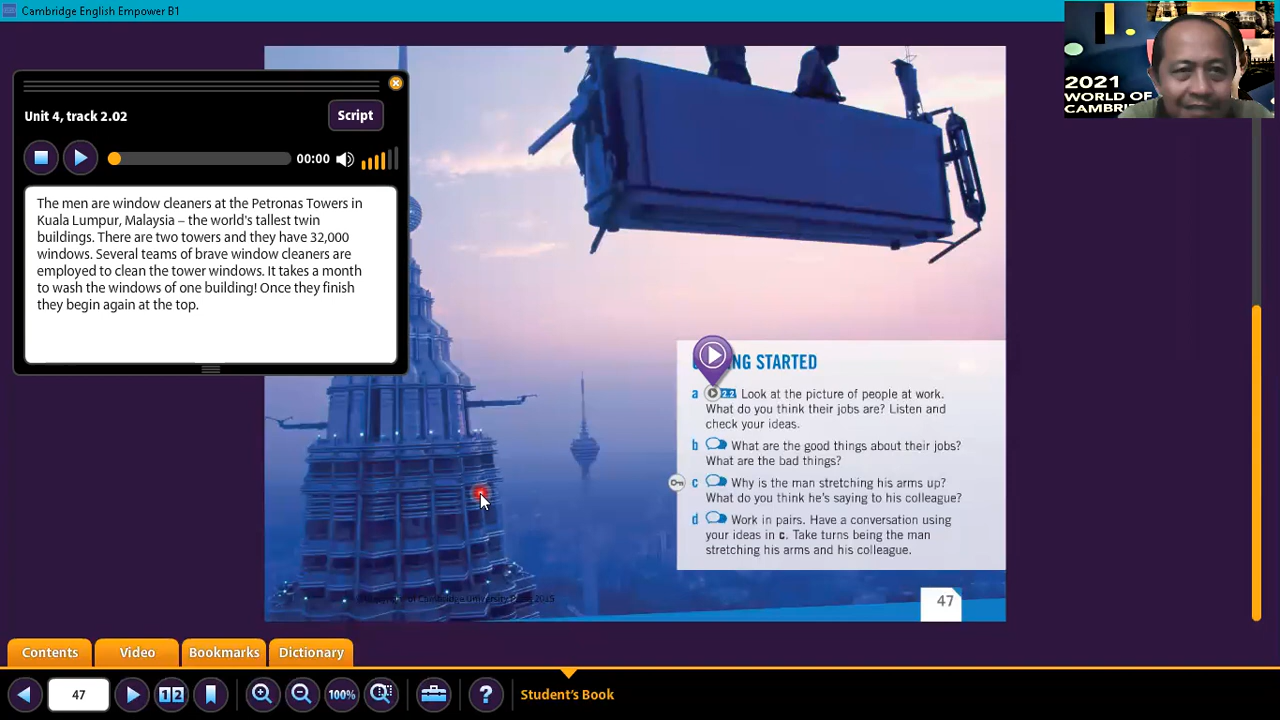 Cambridge English Empower B1
2021
WORLD OF
Unit 4, track 2.02
Script
00:00
The men are window cleaners at the Petronas Towers in
Kuala Lumpur, Malaysia – the world's tallest twin
buildings. There are two towers and they have 32,000
windows. Several teams of brave window cleaners are
employed to clean the tower windows. It takes a month
to wash the windows of one building! Once they finish
they begin again at the top.
STARTED
a 2.2 Look at the picture of people at work.
What do you think their jobs are? Listen and
check your ideas.
b What are the good things about their jobs?
What are the bad things?
c Why is the man stretching his arms up?
What do you think he's saying to his colleague?
d Work in pairs. Have a conversation using
your ideas in c. Take turns being the man
stretching his arms and his colleague.
Cambridge University Press 2015
47
Contents
Video
Bookmarks
Dictionary
47
1 2
100%
?
Student's Book